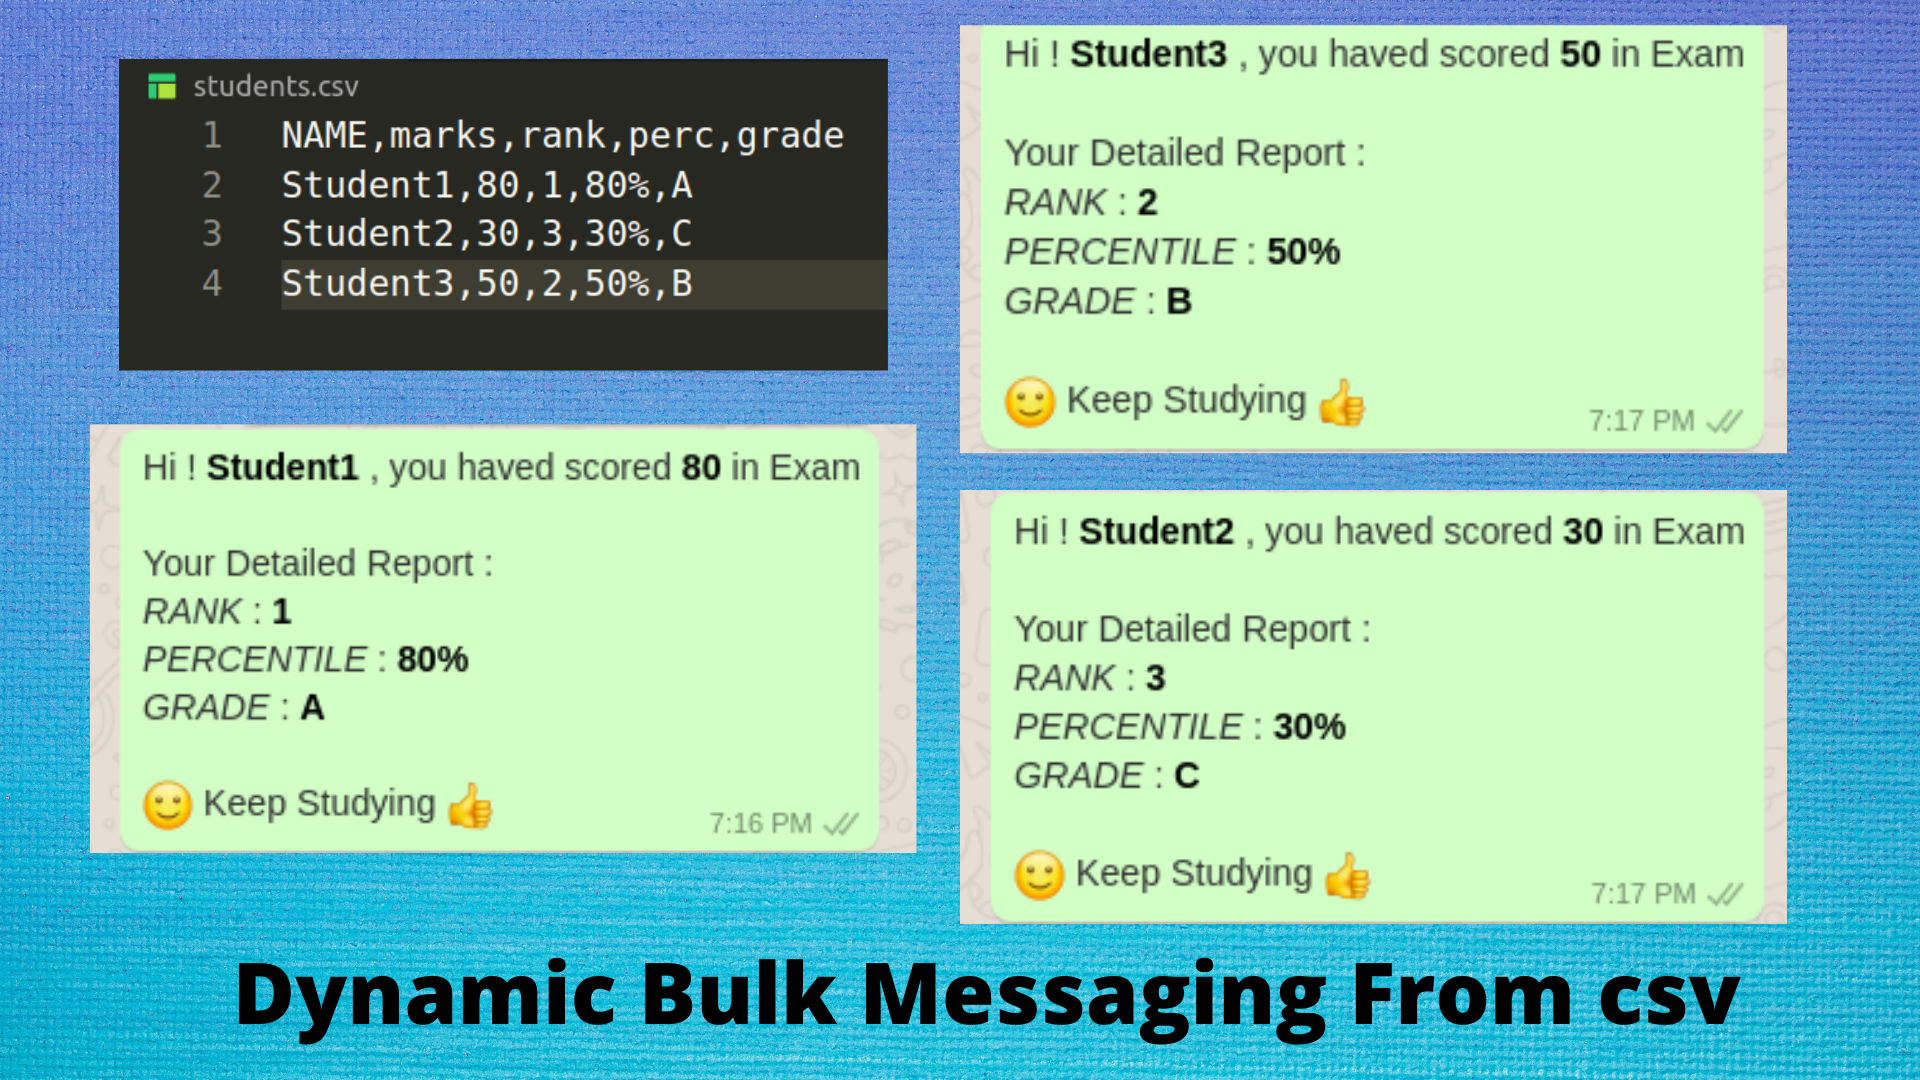 students.csv
1 NAME,marks,rank,perc,grade
2 Student1,80,1,80%,A
3 Student2,30,3,30%,C
4 Student3,50,2,50%,B
Hi ! Student1 , you haved scored 80 in Exam
Your Detailed Report :
RANK : 1
PERCENTILE : 80%
GRADE : A
🙂 Keep Studying 👍
7:16 PM
Hi ! Student3 , you haved scored 50 in Exam
Your Detailed Report :
RANK : 2
PERCENTILE : 50%
GRADE : B
🙂 Keep Studying 👍
7:17 PM
Hi ! Student2 , you haved scored 30 in Exam
Your Detailed Report :
RANK : 3
PERCENTILE : 30%
GRADE : C
🙂 Keep Studying 👍
7:17 PM
Dynamic Bulk Messaging From csv